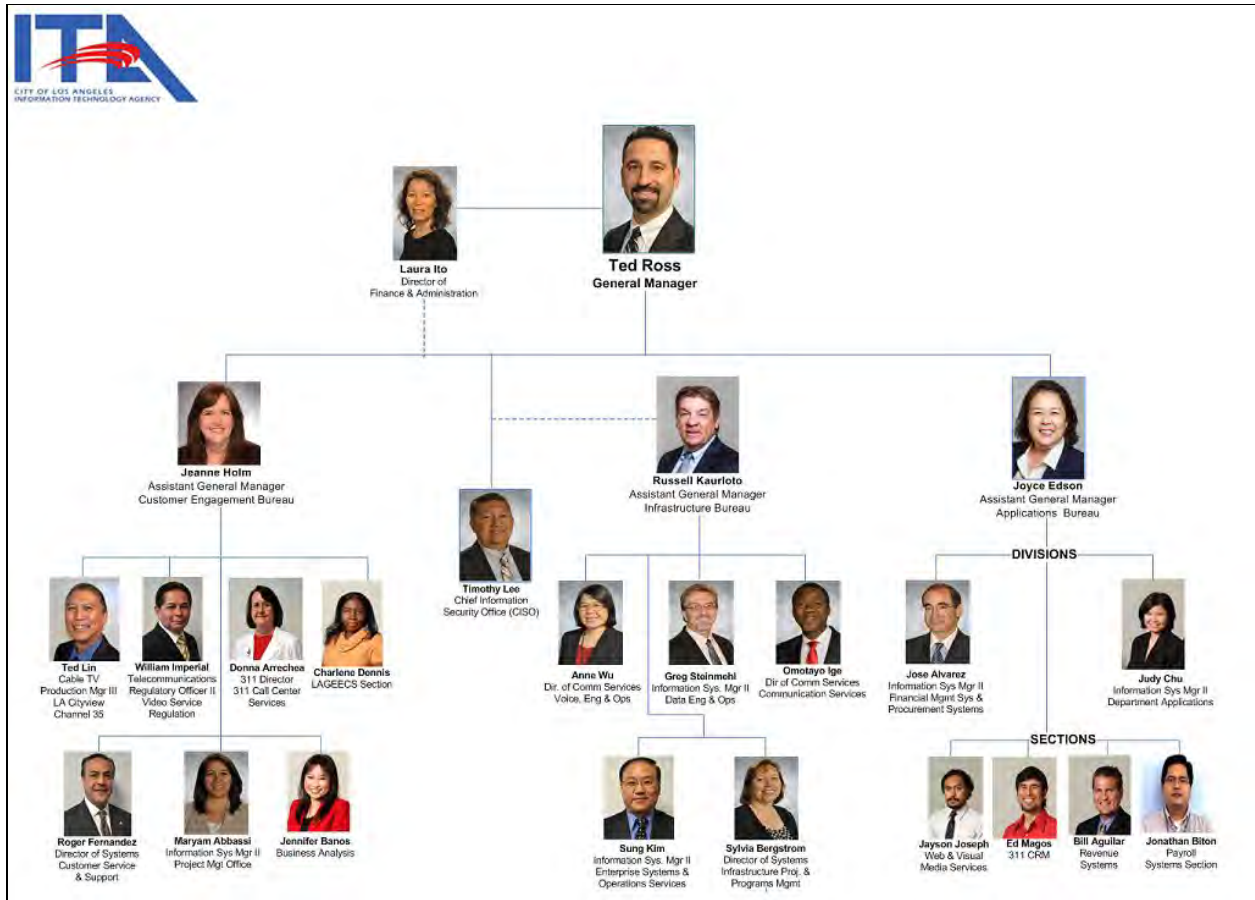 ITA
CITY OF LOS ANGELES
INFORMATION TECHNOLOGY AGENCY
Laura Ito
Director of
Finance & Administration
Ted Ross
General Manager
Jeanne Holm
Assistant General Manager
Customer Engagement Bureau
Timothy Lee
Chief Information
Security Office (CISO)
Russell Kaurloto
Assistant General Manager
Infrastructure Bureau
Joyce Edson
Assistant General Manager
Applications Bureau
Ted Lin
Cable TV
Production Mgr III
LA Cityview
Channel 35
William Imperial
Telecommunications
Regulatory Officer II
Video Service
Regulation
Donna Arrechea
311 Director
311 Call Center
Services
Charlene Dennis
LAGEECS Section
Roger Fernandez
Director of Systems
Customer Service
& Support
Maryam Abbassi
Information Sys Mgr II
Project Mgt Office
Jennifer Banos
Business Analysis
Anne Wu
Dir. of Comm Services
Voice, Eng & Ops
Greg Steinmehl
Information Sys. Mgr II
Data Eng & Ops
Omotayo Ige
Dir of Comm Services
Communication Services
Sung Kim
Information Sys. Mgr II
Enterprise Systems &
Operations Services
Sylvia Bergstrom
Director of Systems
Infrastructure Proj. &
Programs Mgmt
DIVISIONS
Jose Alvarez
Information Sys Mgr II
Financial Mgmt Sys &
Procurement Systems
Judy Chu
Information Sys Mgr II
Department Applications
SECTIONS
Jayson Joseph
Web & Visual
Media Services
Ed Magos
311 CRM
Bill Aguilar
Revenue
Systems
Jonathan Biton
Payroll
Systems Section